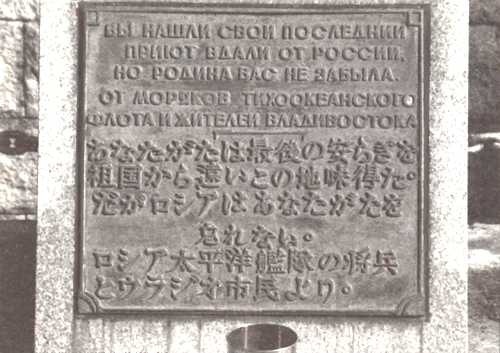 ВЫ НАШЛИ СВОЙ ПОСЛЕДНИЙ
ПРИЮТ ВДАЛИ ОТ РОССИИ,
НО РОДИНА ВАС НЕ ЗАБЫЛА.
ОТ МОРЯКОВ ТИХООКЕАНСКОГО
ФЛОТА И ЖИТЕЛЕЙ ВЛАДИВОСТОКА
あなたがたは最後の安らぎを
祖国から遠いこの地味得た。
だがロシアはあなたがたを
忘れない。
ロシア太平洋艦隊の将兵
とウラジオ市民より。